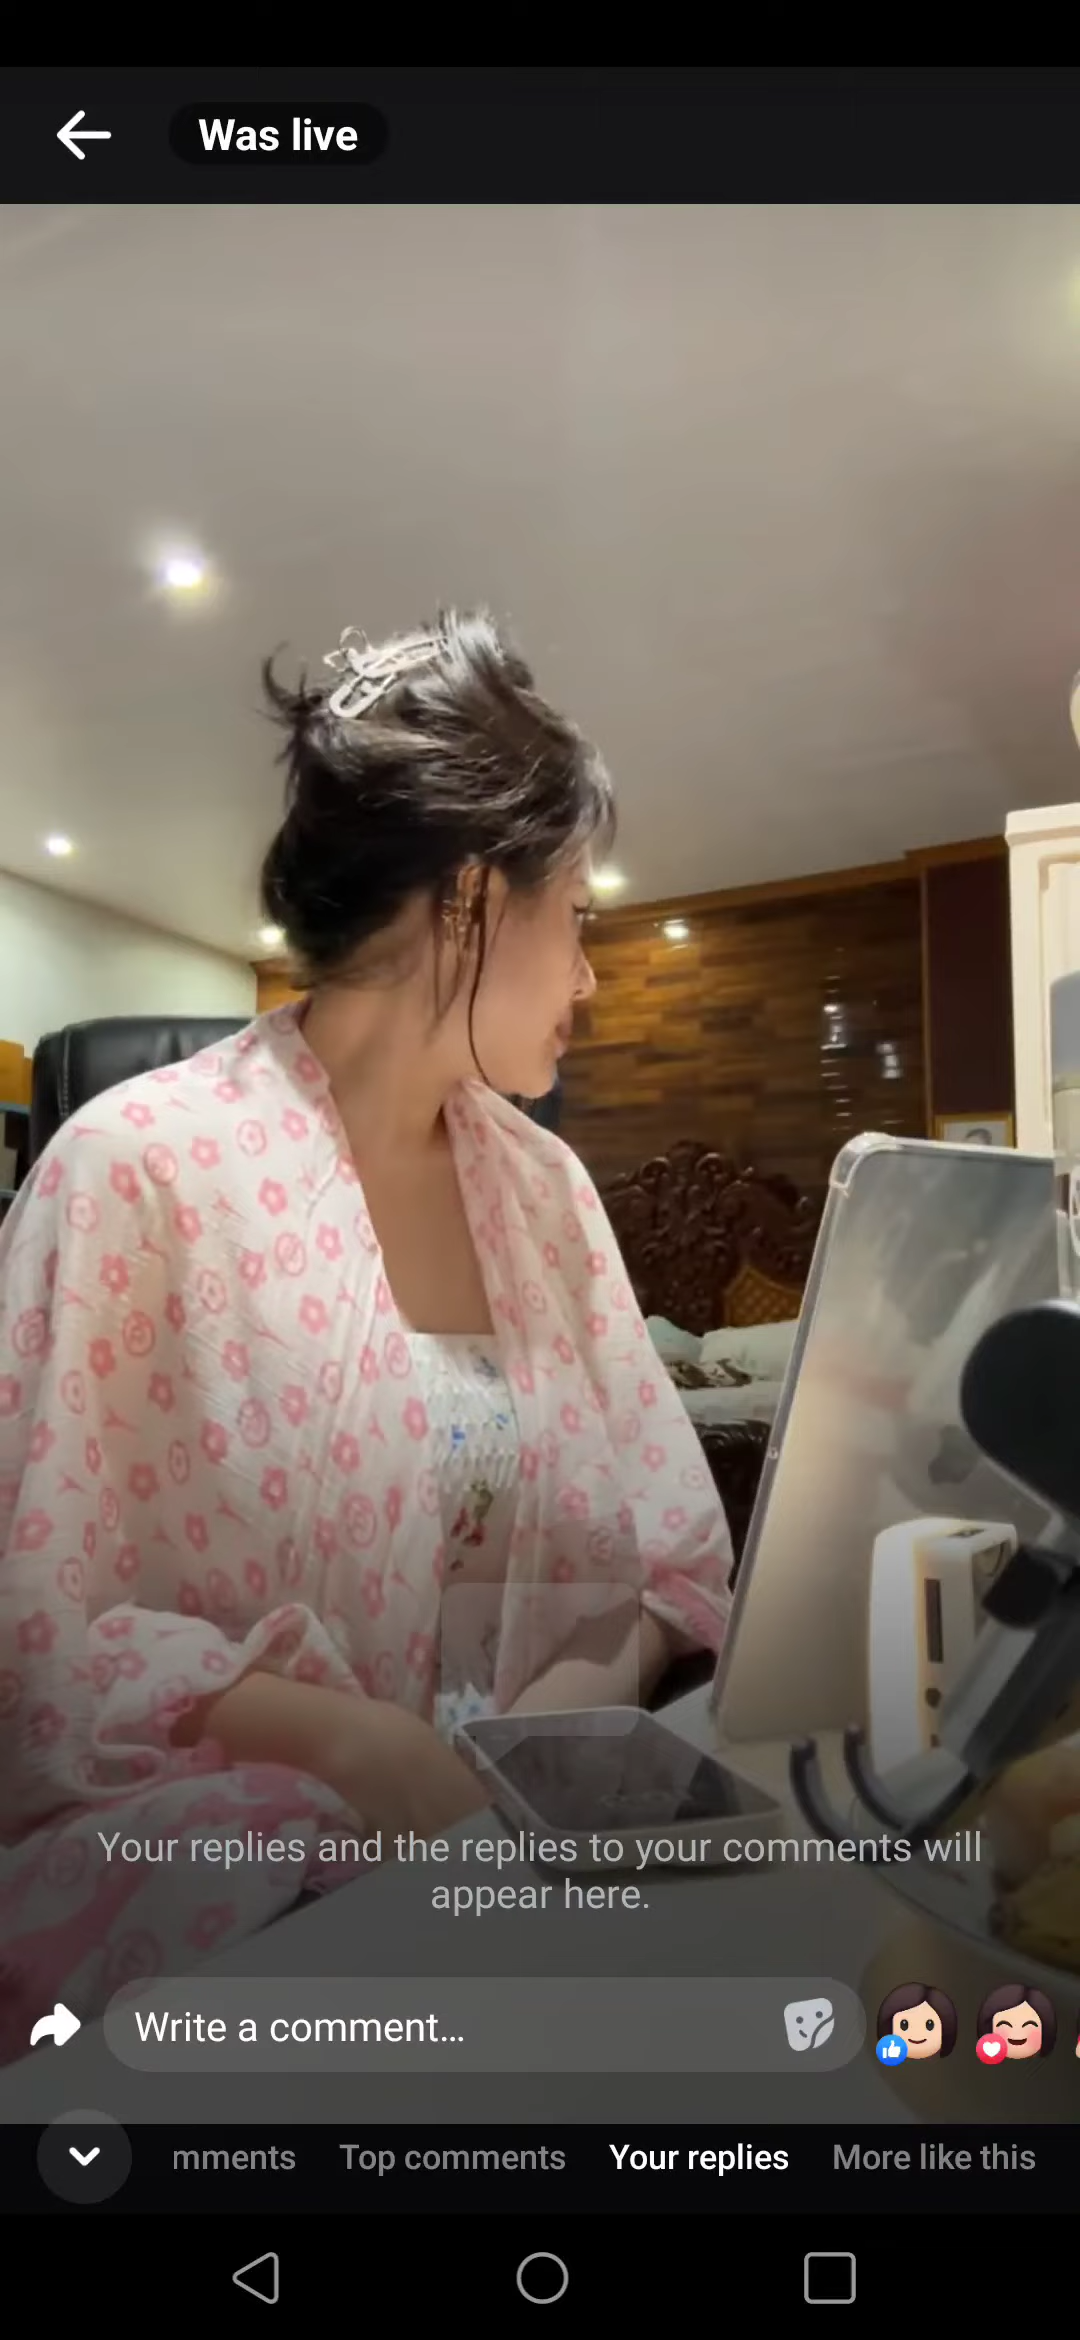 Was live
Your replies and the replies to your comments will
appear here.
Write a comment...
mments
Top comments
Your replies
More like this